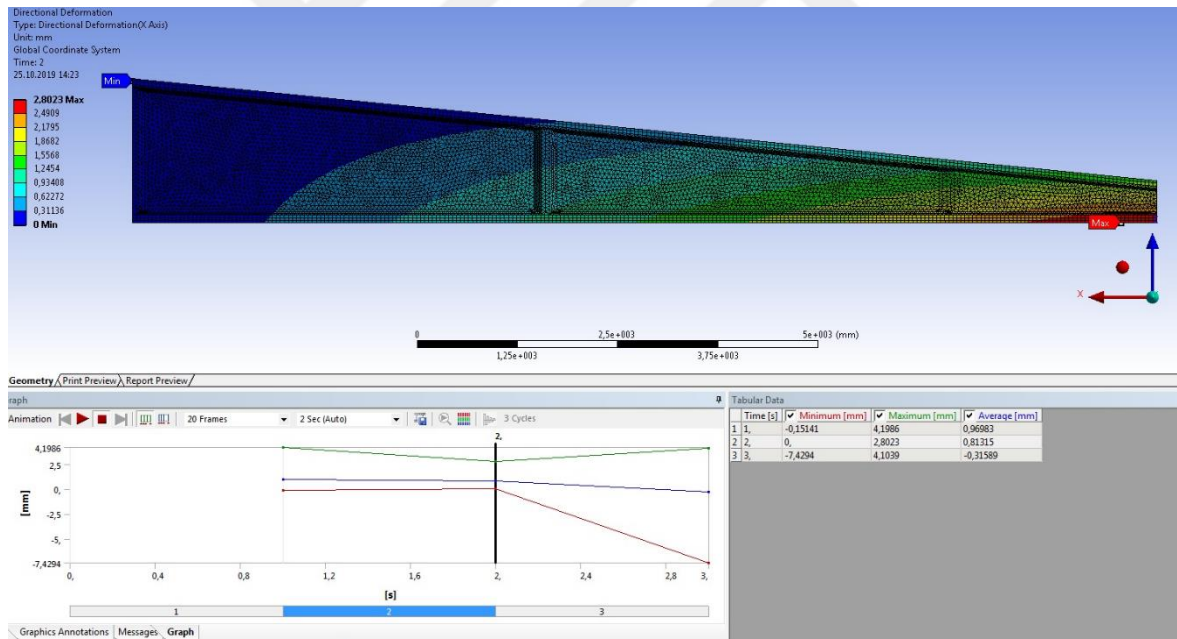 Directional Deformation
Type: Directional Deformation(X Axis)
Unit: mm
Global Coordinate System
Time: 2
25.10.2019 14:23
Min
2,8023 Max
2,4909
2,1795
1,8682
1,5568
1,2454
0,93408
0,62272
0,31136
0 Min
Max
X
0 2,5e+003 5e+003 (mm)
1,25e+003 3,75e+003
Geometry Print Preview Report Preview
raph
Animation 20 Frames 2 Sec (Auto) 3 Cycles
2,
4,1986
2,5
0,
-2,5
-5,
-7,4294
[mm]
0, 0,4 0,8 1,2 1,6 2, 2,4 2,8 3,
[s]
1 2 3
Graphics Annotations Messages Graph
Tabular Data
Time [s] Minimum [mm] Maximum [mm] Average [mm]
1 1, -0,15141 4,1986 0,96983
2 2, 0, 2,8023 0,81315
3 3, -7,4294 4,1039 -0,31589